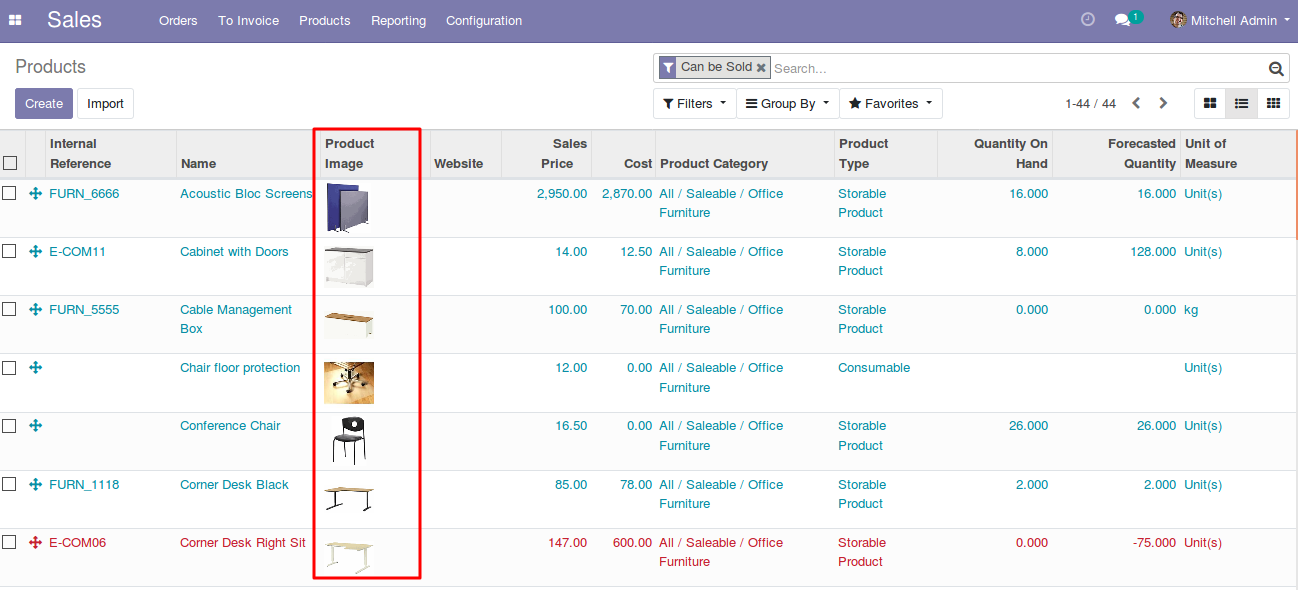 Sales Orders To Invoice Products Reporting Configuration 1 Mitchell Admin
Products Can be Sold Search...
Create Import Filters Group By Favorites 1-44 / 44
Internal Reference Name Product Image Website Sales Price Cost Product Category Product Type Quantity On Hand Forecasted Quantity Unit of Measure
FURN_6666 Acoustic Bloc Screens 2,950.00 2,870.00 All / Saleable / Office Storable 16.000 16.000 Unit(s)
Furniture Product
E-COM11 Cabinet with Doors 14.00 12.50 All / Saleable / Office Storable 8.000 128.000 Unit(s)
Furniture Product
FURN_5555 Cable Management 100.00 70.00 All / Saleable / Office Storable 0.000 0.000 kg
Box Furniture Product
Chair floor protection 12.00 0.00 All / Saleable / Office Consumable Unit(s)
Furniture
Conference Chair 16.50 0.00 All / Saleable / Office Storable 26.000 26.000 Unit(s)
Furniture Product
FURN_1118 Corner Desk Black 85.00 78.00 All / Saleable / Office Storable 2.000 2.000 Unit(s)
Furniture Product
E-COM06 Corner Desk Right Sit 147.00 600.00 All / Saleable / Office Storable 0.000 -75.000 Unit(s)
Furniture Product